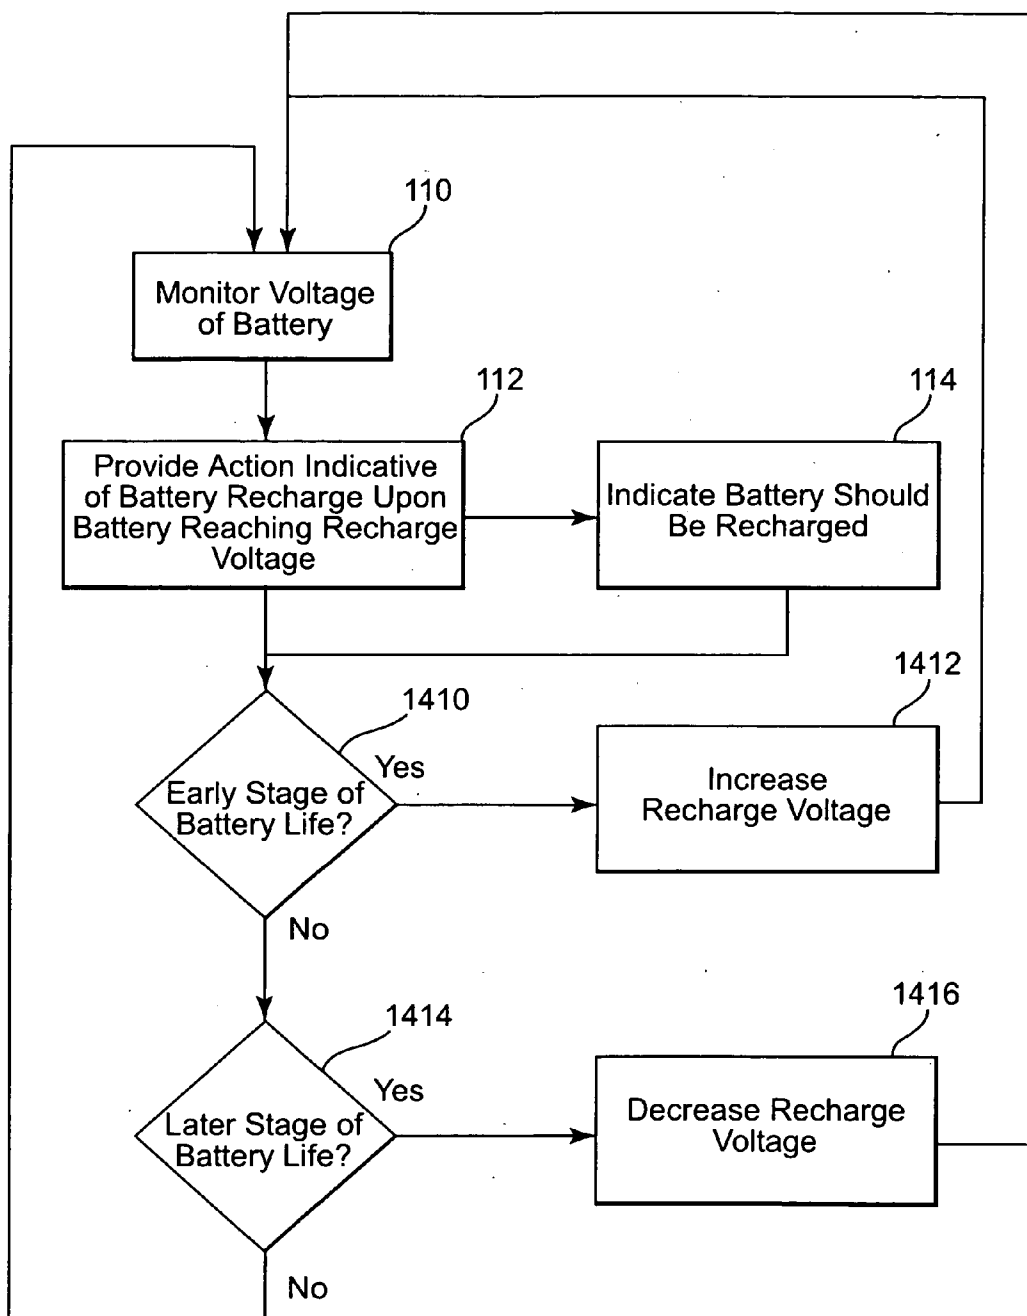 110
Monitor Voltage
of Battery
112
Provide Action Indicative
of Battery Recharge Upon
Battery Reaching Recharge
Voltage
114
Indicate Battery Should
Be Recharged
1410
Early Stage of
Battery Life?
Yes
1412
Increase
Recharge Voltage
No
1414
Later Stage of
Battery Life?
Yes
1416
Decrease Recharge
Voltage
No